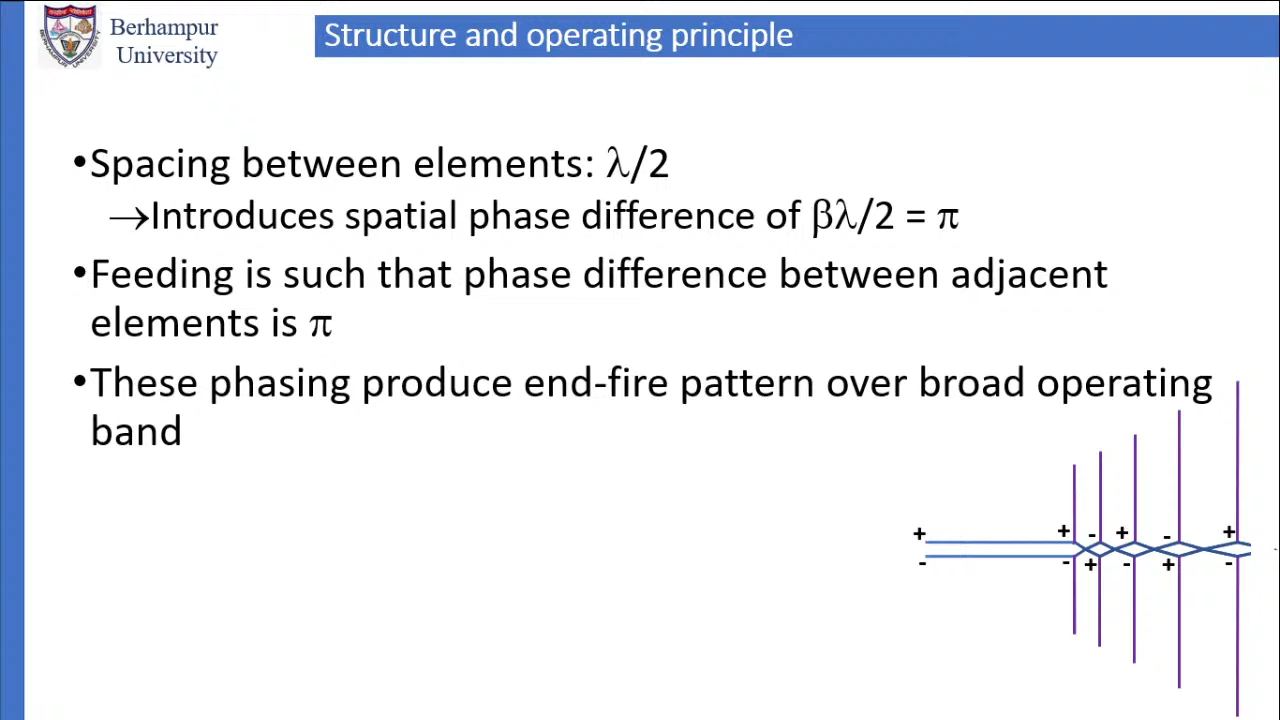 Berhampur
University
Structure and operating principle
•Spacing between elements: λ/2
→Introduces spatial phase difference of βλ/2 = π
•Feeding is such that phase difference between adjacent
elements is π
•These phasing produce end-fire pattern over broad operating
band
+ + - + - +
- - + - + -